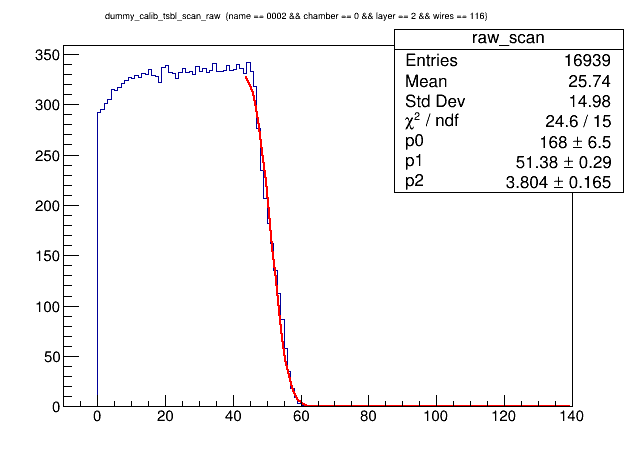 dummy_calib_tsbl_scan_raw (name == 0002 && chamber == 0 && layer == 2 && wires == 116)
raw_scan
Entries 16939
Mean 25.74
Std Dev 14.98
χ² / ndf 24.6 / 15
p0 168 ± 6.5
p1 51.38 ± 0.29
p2 3.804 ± 0.165
350
300
250
200
150
100
50
0
0 20 40 60 80 100 120 140